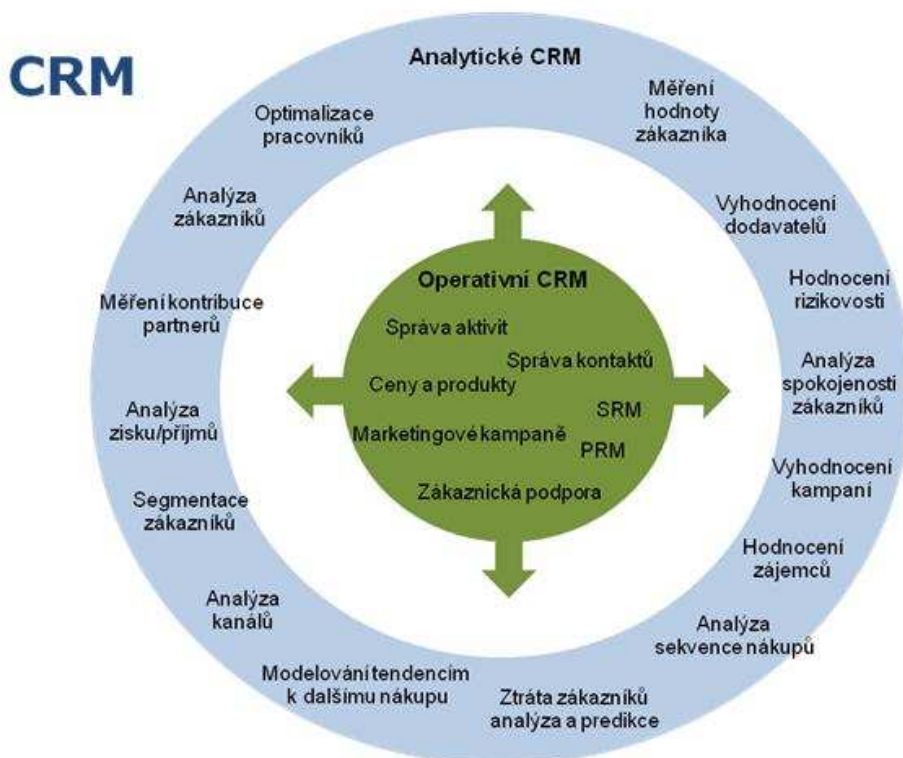 CRM
Analytické CRM
Měření
hodnoty
zákazníka
Vyhodnocení
dodavatelů
Hodnocení
rizikovosti
Analýza
spokojenosti
zákazníků
Vyhodnocení
kampaní
Hodnocení
zájemců
Analýza
sekvence nákupů
Ztráta zákazníků
analýza a predikce
Modelování tendencím
k dalšímu nákupu
Analýza
kanálů
Segmentace
zákazníků
Analýza
zisku/příjmů
Měření kontribuce
partnerů
Analýza
zákazníků
Optimalizace
pracovníků
Operativní CRM
Správa aktivit
Správa kontaktů
Ceny a produkty
SRM
Marketingové kampaně
PRM
Zákaznická podpora